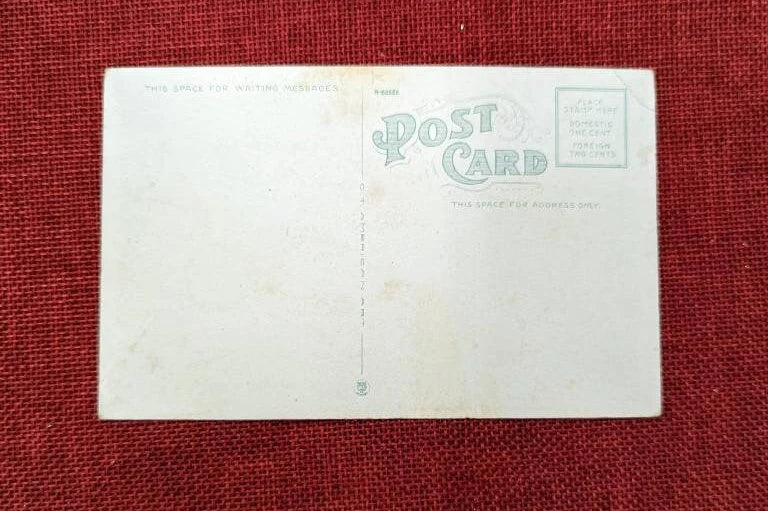 THIS SPACE FOR WRITING MESSAGES
POST
CARD
PLACE
STAMP HERE
DOMESTIC
ONE CENT
FOREIGN
TWO CENTS
THIS SPACE FOR ADDRESS ONLY.